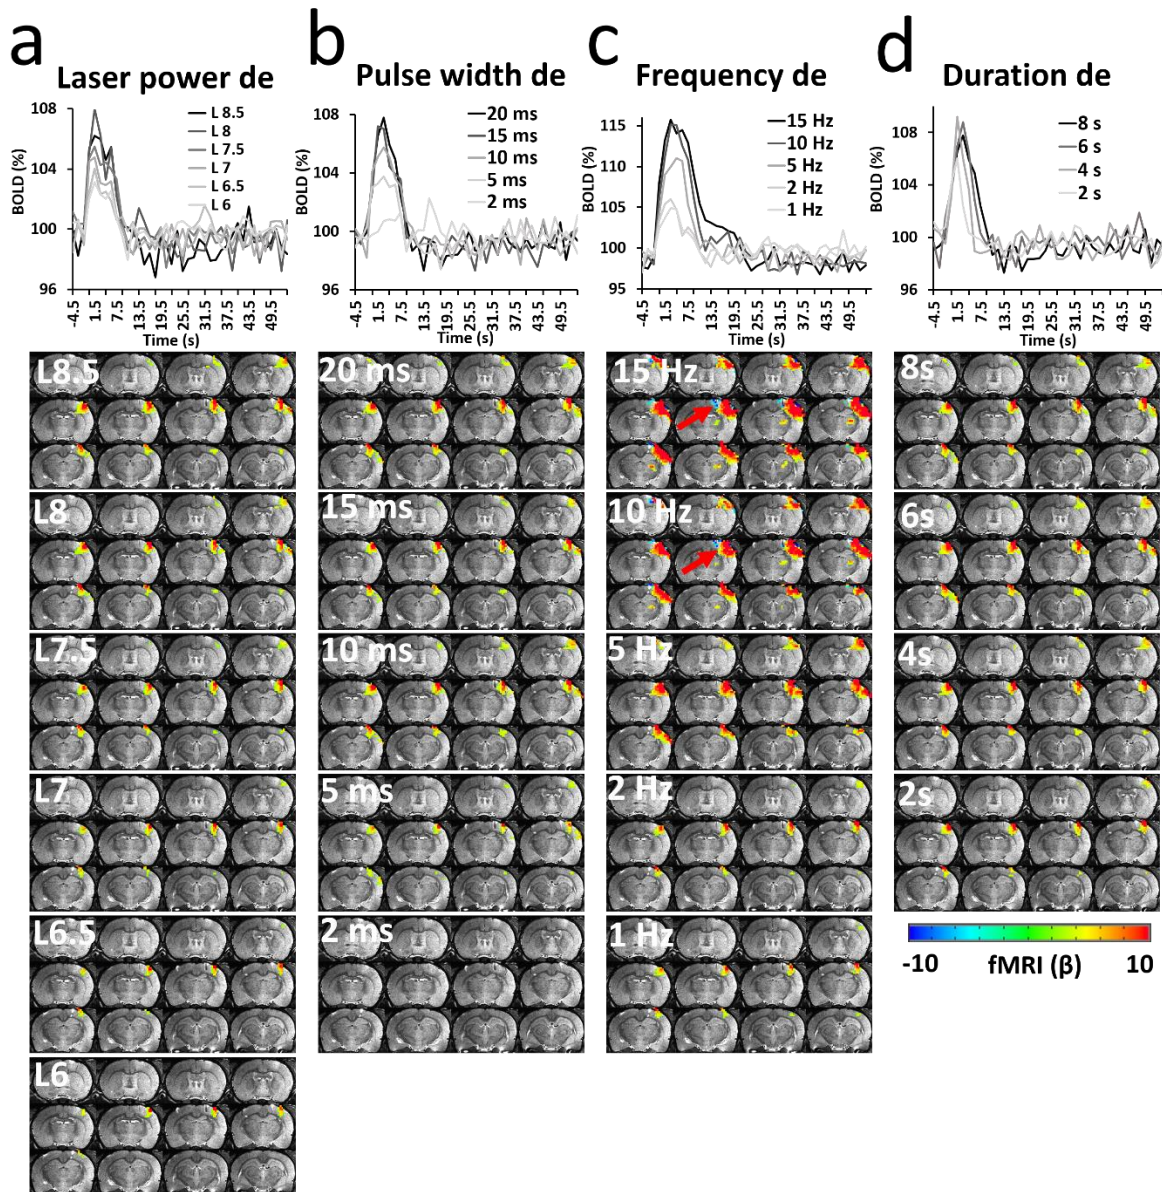 a
Laser power de
108
104
100
96
BOLD (%)
L 8.5
L 8
L 7.5
L 7
L 6.5
L 6
-4.5
1.5
7.5
13.5
19.5
25.5
31.5
37.5
43.5
49.5
Time (s)
b
Pulse width de
108
104
100
96
BOLD (%)
20 ms
15 ms
10 ms
5 ms
2 ms
-4.5
1.5
7.5
13.5
19.5
25.5
31.5
37.5
43.5
49.5
Time (s)
c
Frequency de
115
110
105
100
95
BOLD (%)
15 Hz
10 Hz
5 Hz
2 Hz
1 Hz
-4.5
1.5
7.5
13.5
19.5
25.5
31.5
37.5
43.5
49.5
Time (s)
d
Duration de
108
104
100
96
BOLD (%)
8 s
6 s
4 s
2 s
-4.5
1.5
7.5
13.5
19.5
25.5
31.5
37.5
43.5
49.5
Time (s)
L8.5
L8
L7.5
L7
L6.5
L6
20 ms
15 ms
10 ms
5 ms
2 ms
15 Hz
10 Hz
5 Hz
2 Hz
1 Hz
8s
6s
4s
2s
-10 fMRI (β) 10